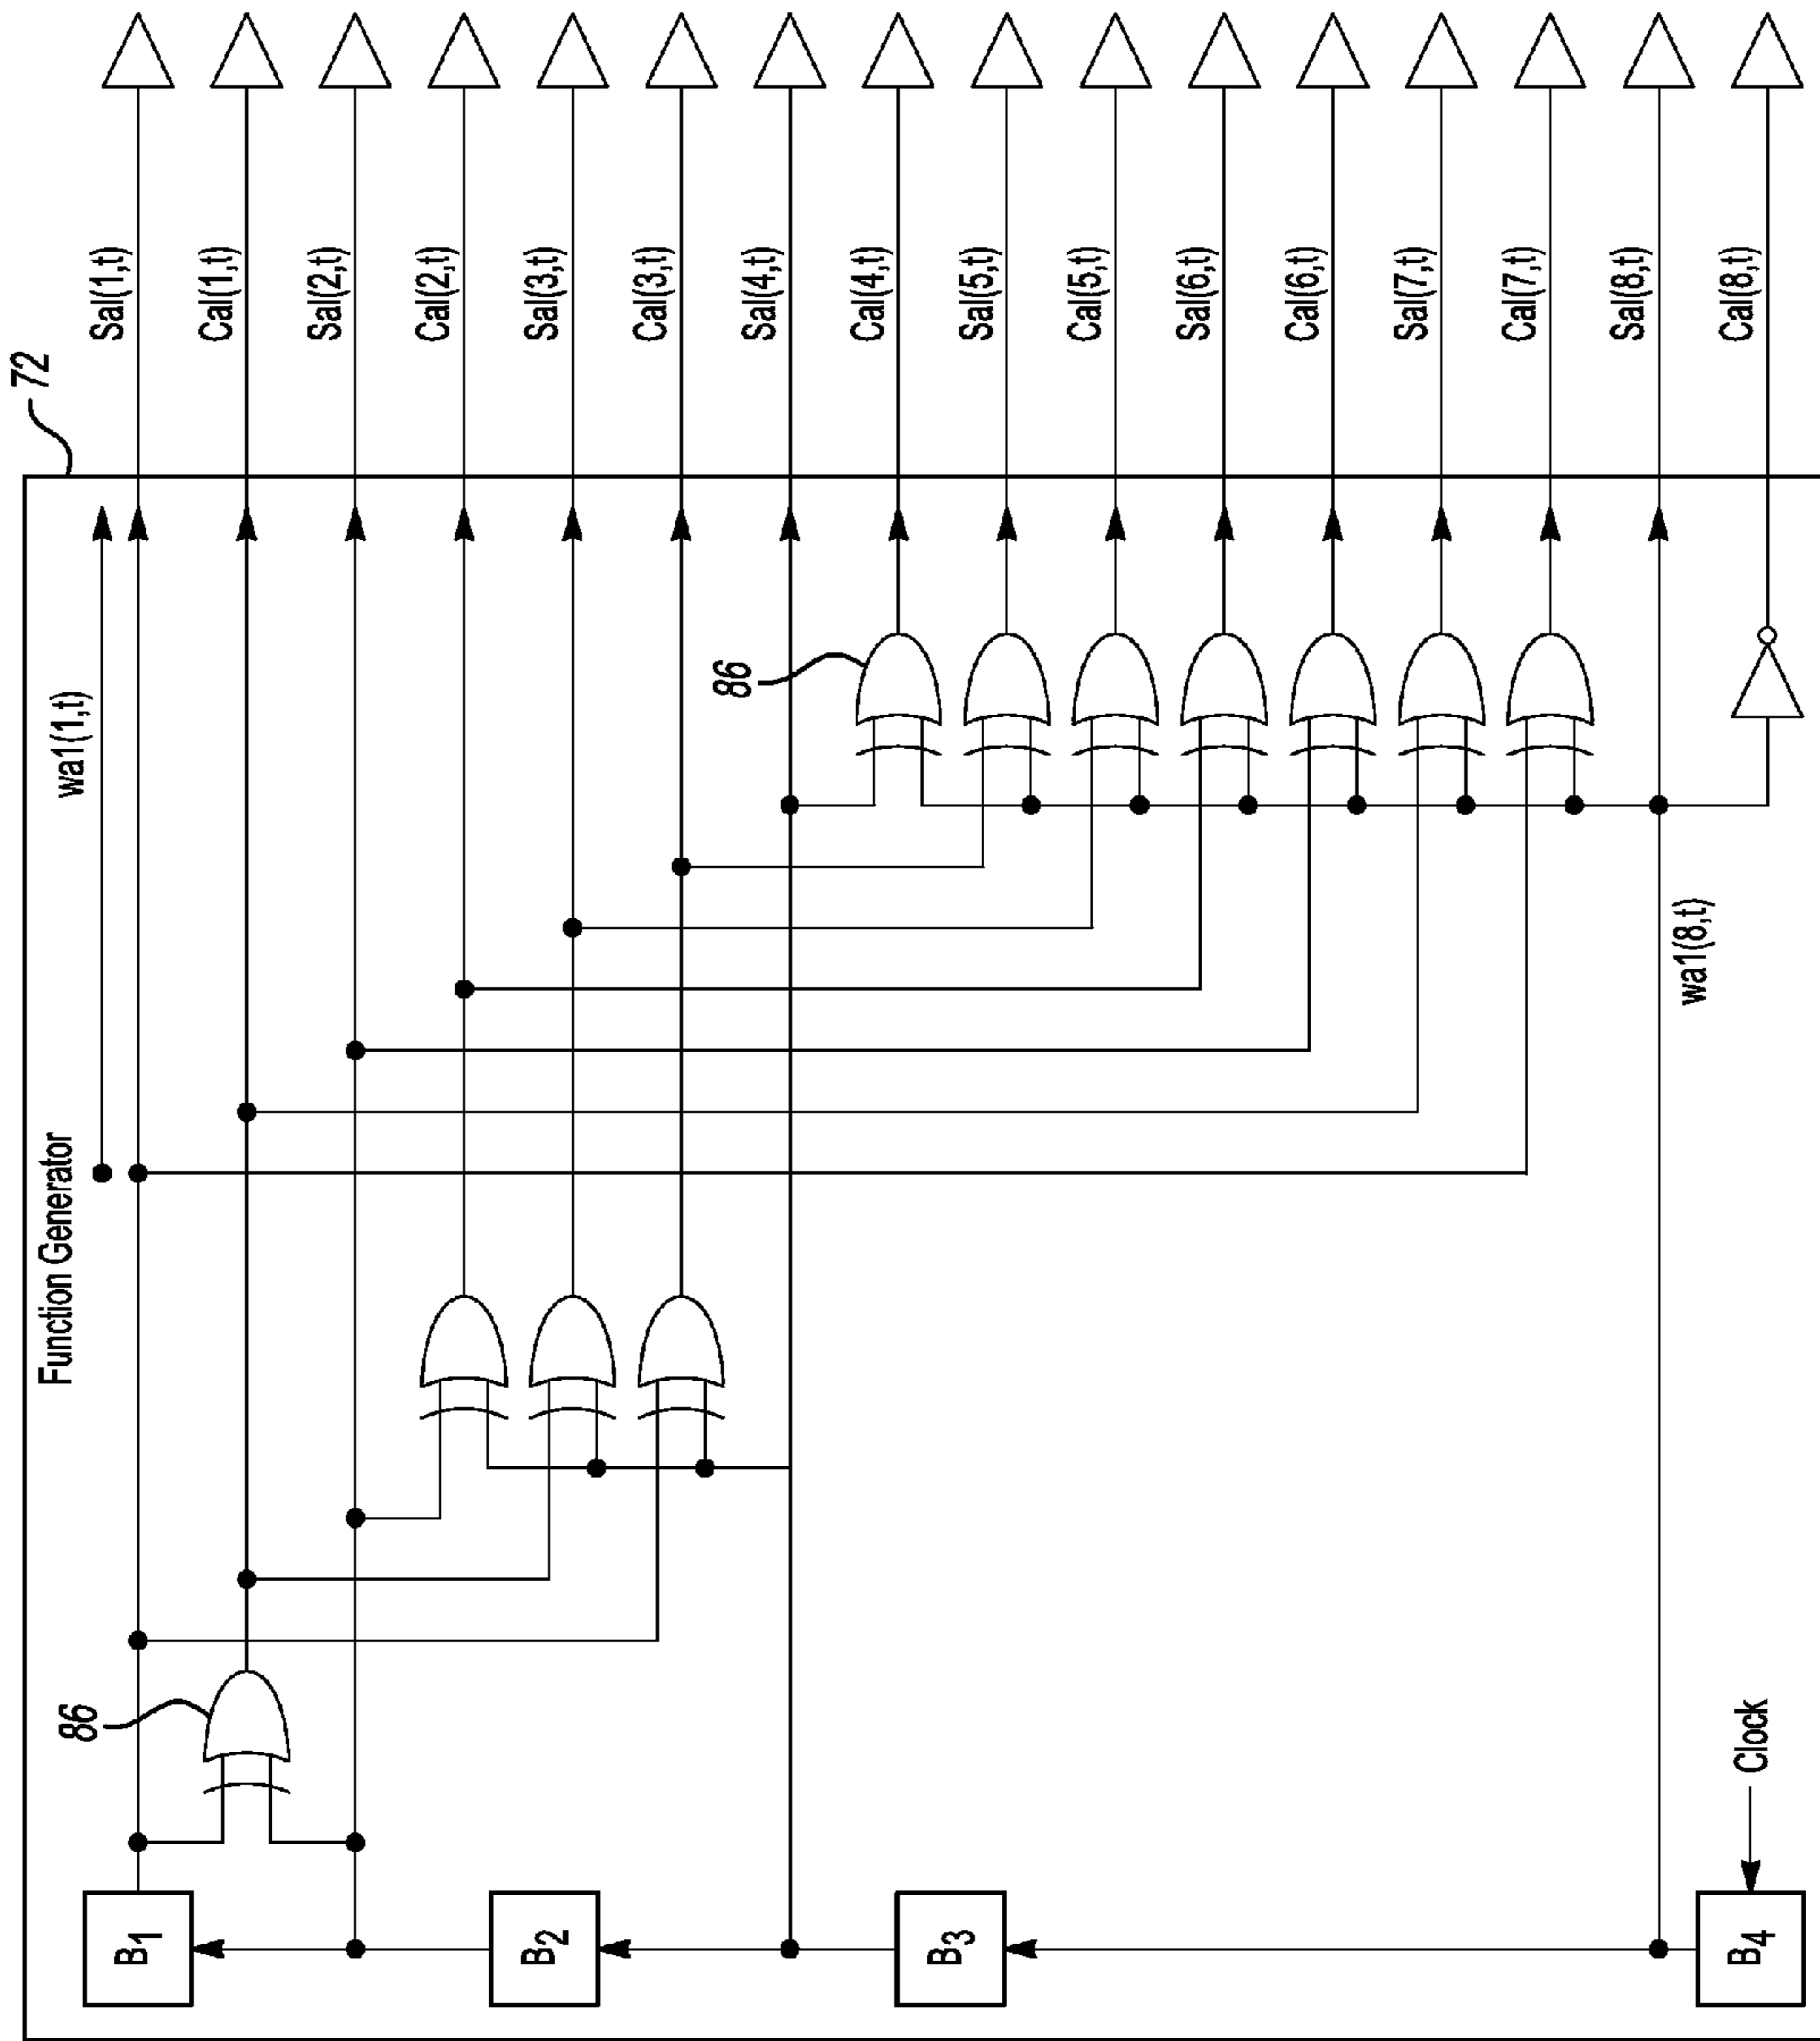 72
Function Generator
wa1(1,t)
Sal(1,t)
Cal(1,t)
Sal(2,t)
Cal(2,t)
Sal(3,t)
Cal(3,t)
Sal(4,t)
Cal(4,t)
Sal(5,t)
Cal(5,t)
Sal(6,t)
Cal(6,t)
Sal(7,t)
Cal(7,t)
Sal(8,t)
Cal(8,t)
86
86
wa1(8,t)
B1
B2
B3
B4
Clock